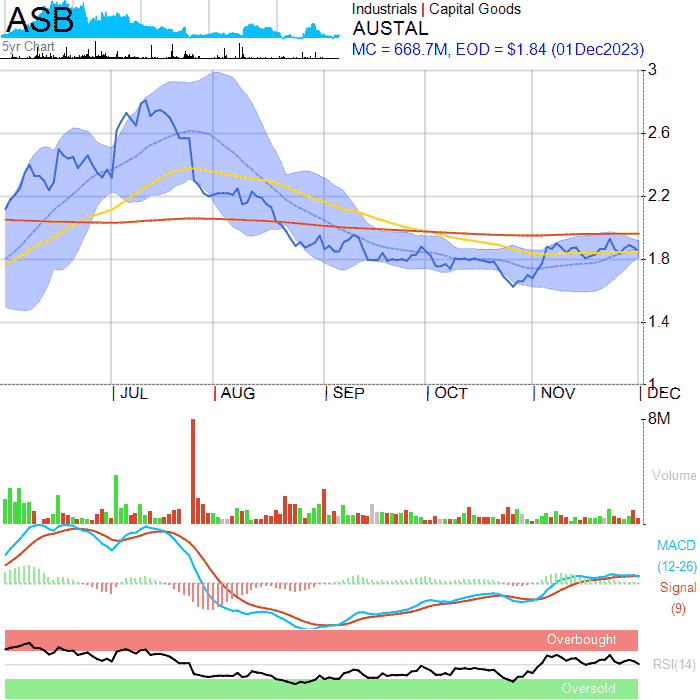 ASB
5yr Chart
Industrials | Capital Goods
AUSTAL
MC = 668.7M, EOD = $1.84 (01Dec2023)
3
2.6
2.2
1.8
1.4
1
JUL AUG SEP OCT NOV DEC
8M
Volume
MACD
(12-26)
Signal
(9)
Overbought
RSI(14)
Oversold